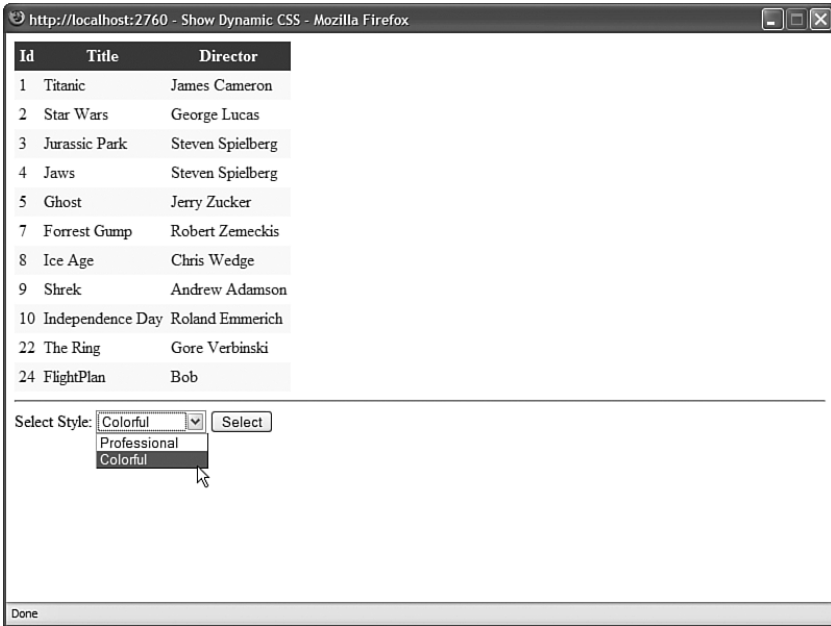 http://localhost:2760 - Show Dynamic CSS - Mozilla Firefox
Id Title Director
1 Titanic James Cameron
2 Star Wars George Lucas
3 Jurassic Park Steven Spielberg
4 Jaws Steven Spielberg
5 Ghost Jerry Zucker
7 Forrest Gump Robert Zemeckis
8 Ice Age Chris Wedge
9 Shrek Andrew Adamson
10 Independence Day Roland Emmerich
22 The Ring Gore Verbinski
24 FlightPlan Bob
Select Style: Colorful Select
Professional
Colorful
Done